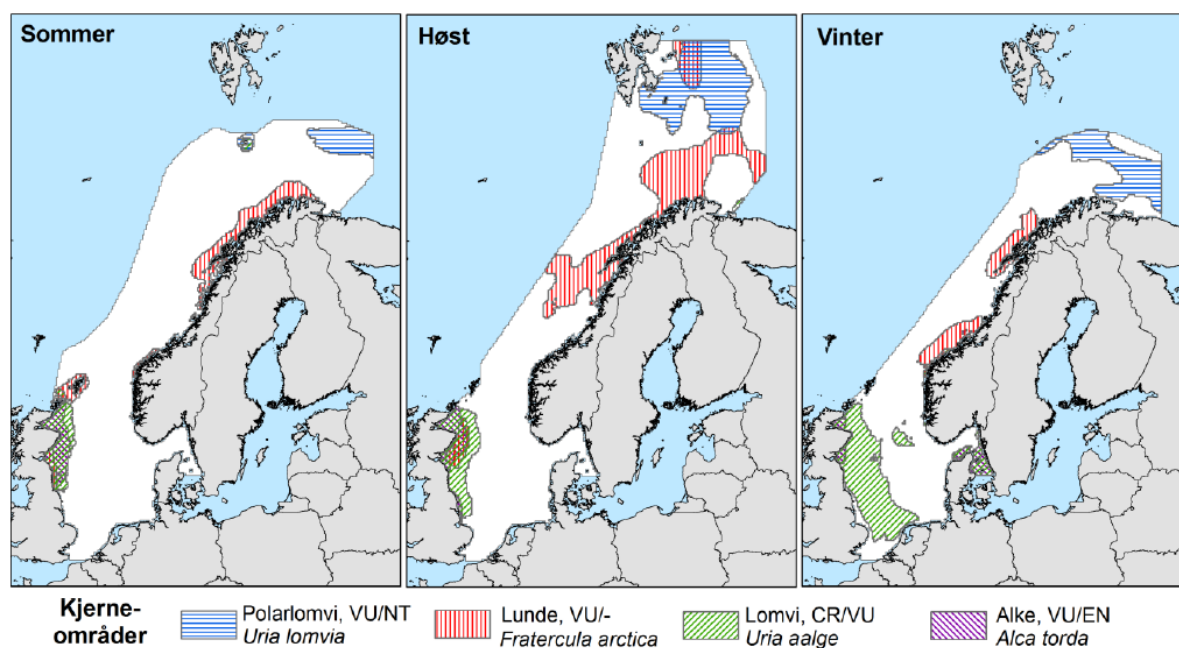 Sommer
Høst
Vinter
Kjerne-
områder
Polarlomvi, VU/NT
Uria lomvia
Lunde, VU/-
Fratercula arctica
Lomvi, CR/VU
Uria aalge
Alke, VU/EN
Alca torda